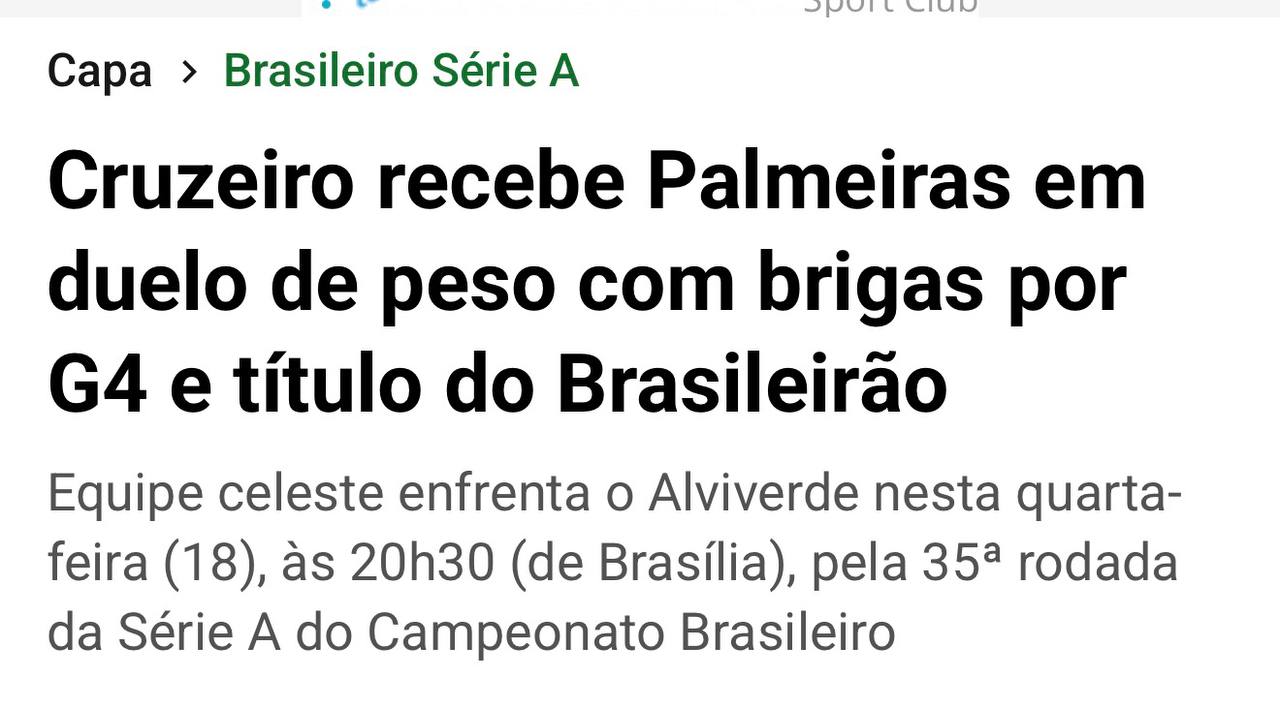 Sport Club
Capa > Brasileiro Série A
Cruzeiro recebe Palmeiras em
duelo de peso com brigas por
G4 e título do Brasileirão
Equipe celeste enfrenta o Alviverde nesta quarta-
feira (18), às 20h30 (de Brasília), pela 35ª rodada
da Série A do Campeonato Brasileiro